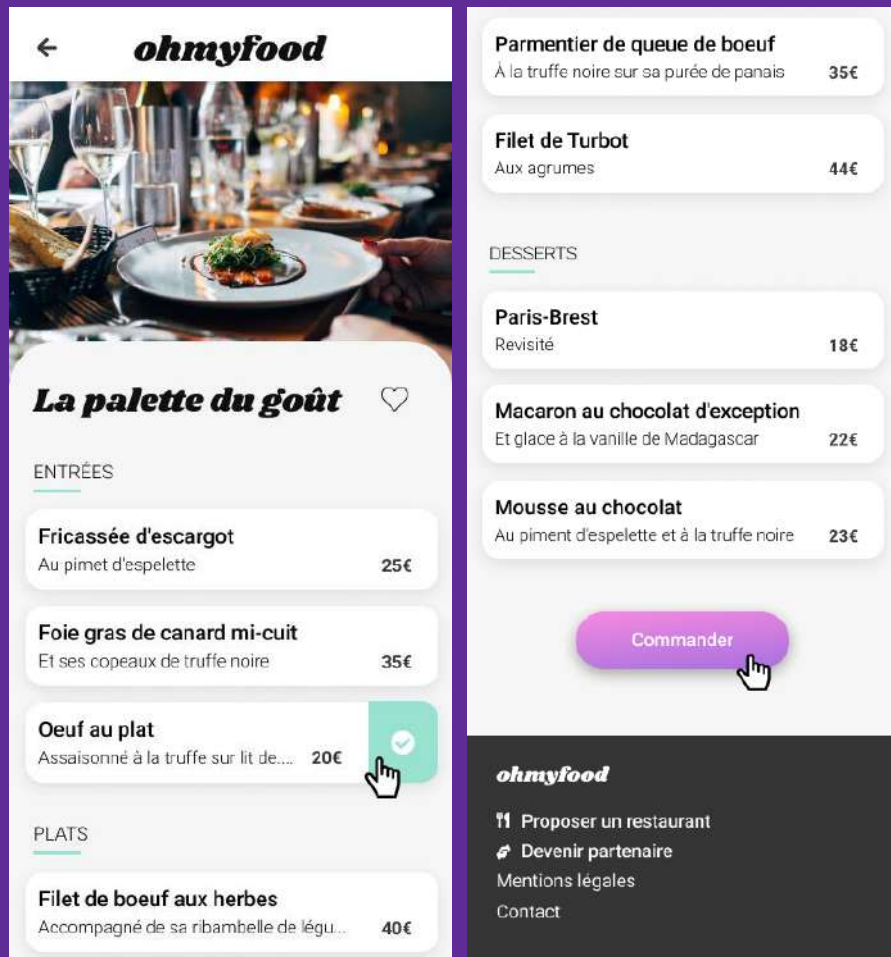 ohmyfood
La palette du goût
ENTRÉES
Fricassée d'escargot
Au pimet d'espelette 25€
Foie gras de canard mi-cuit
Et ses copeaux de truffe noire 35€
Oeuf au plat
Assaisonné à la truffe sur lit de.... 20€
PLATS
Filet de boeuf aux herbes
Accompagné de sa ribambelle de légu... 40€
Parmentier de queue de boeuf
À la truffe noire sur sa purée de panais 35€
Filet de Turbot
Aux agrumes 44€
DESSERTS
Paris-Brest
Revisité 18€
Macaron au chocolat d'exception
Et glace à la vanille de Madagascar 22€
Mousse au chocolat
Au piment d'espelette et à la truffe noire 23€
Commander
ohmyfood
Proposer un restaurant
Devenir partenaire
Mentions légales
Contact